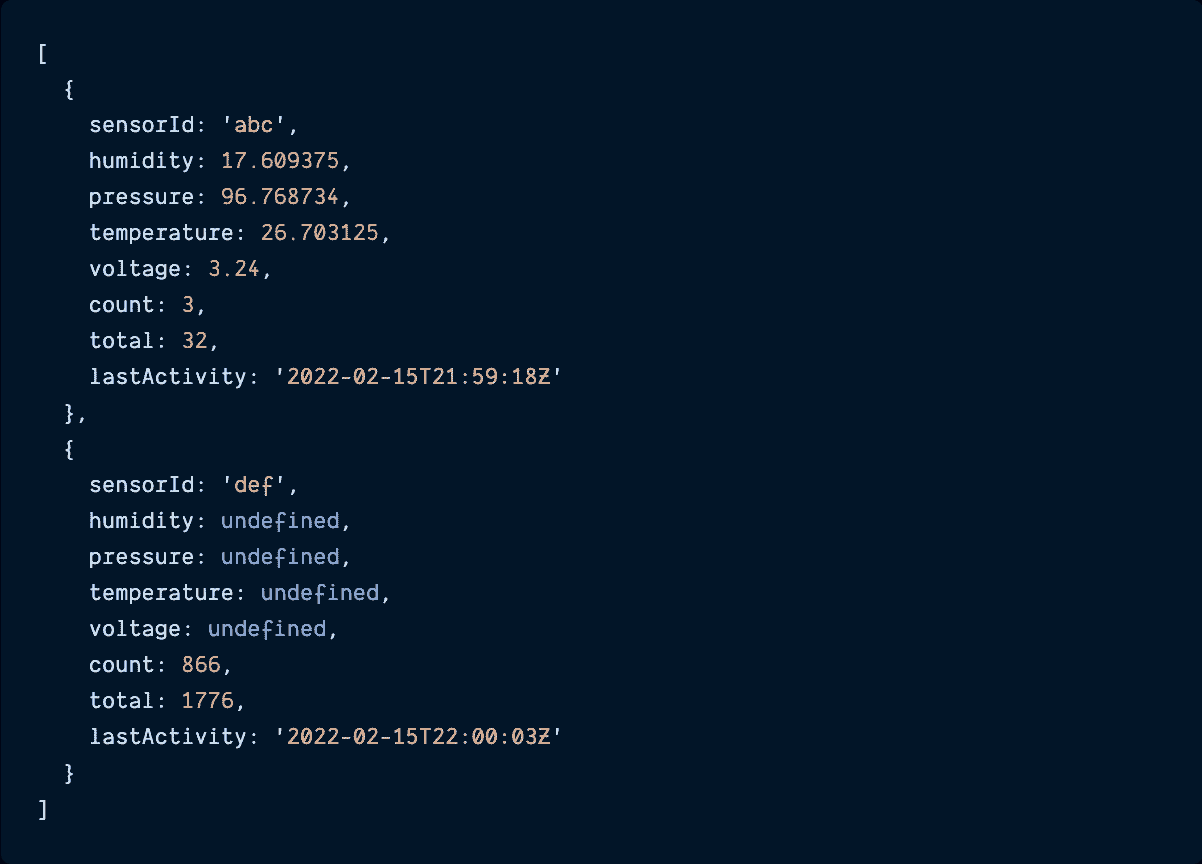 [
  {
    sensorId: 'abc',
    humidity: 17.609375,
    pressure: 96.768734,
    temperature: 26.703125,
    voltage: 3.24,
    count: 3,
    total: 32,
    lastActivity: '2022-02-15T21:59:18Z'
  },
  {
    sensorId: 'def',
    humidity: undefined,
    pressure: undefined,
    temperature: undefined,
    voltage: undefined,
    count: 866,
    total: 1776,
    lastActivity: '2022-02-15T22:00:03Z'
  }
]